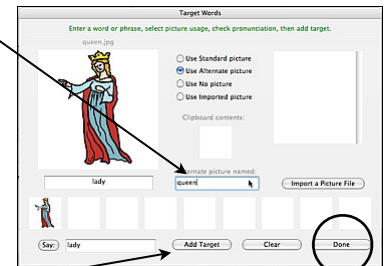 Target Words
Enter a word or phrase, select picture usage, check pronunciation, then add target.
queen.jpg
Use Standard picture
Use Alternate picture
Use No picture
Use Imported picture
Clipboard contents:
ternate picture named:
lady
queen
Import a Picture File
Say:
lady
Add Target
Clear
Done